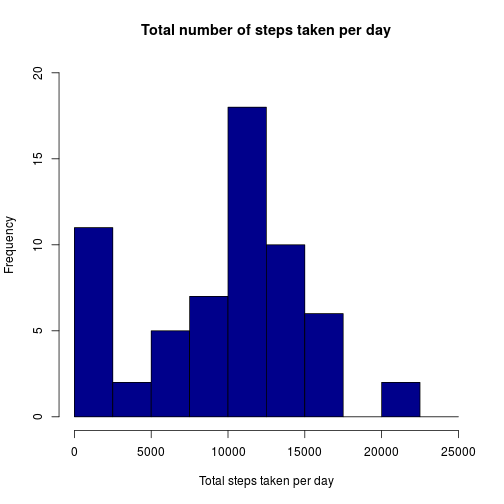 Total number of steps taken per day
20
15
10
5
0
Frequency
0 5000 10000 15000 20000 25000
Total steps taken per day